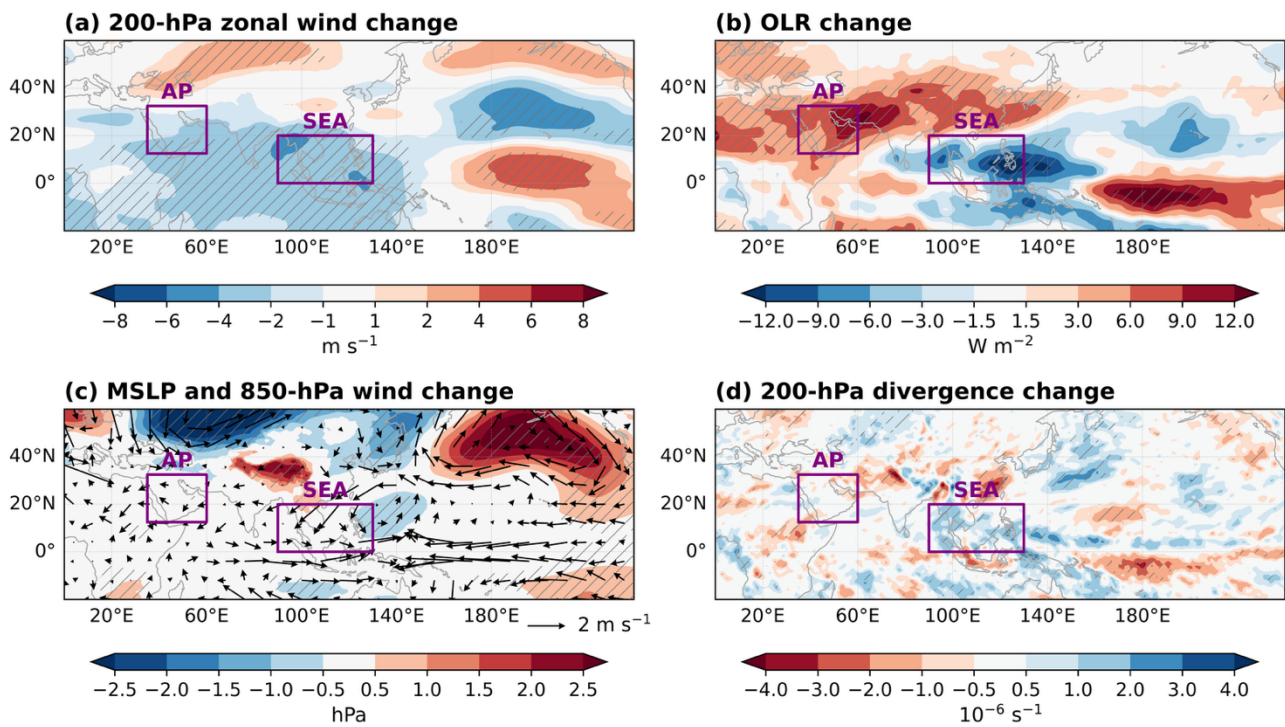 (a) 200-hPa zonal wind change
AP
SEA
40°N
20°N
0°
20°E 60°E 100°E 140°E 180°E
−8 −6 −4 −2 −1 1 2 4 6 8
m s⁻¹
(b) OLR change
AP
SEA
40°N
20°N
0°
20°E 60°E 100°E 140°E 180°E
−12.0 −9.0 −6.0 −3.0 −1.5 1.5 3.0 6.0 9.0 12.0
W m⁻²
(c) MSLP and 850-hPa wind change
AP
SEA
40°N
20°N
0°
20°E 60°E 100°E 140°E 180°E
2 m s⁻¹
−2.5 −2.0 −1.5 −1.0 −0.5 0.5 1.0 1.5 2.0 2.5
hPa
(d) 200-hPa divergence change
AP
SEA
40°N
20°N
0°
20°E 60°E 100°E 140°E 180°E
−4.0 −3.0 −2.0 −1.0 −0.5 0.5 1.0 2.0 3.0 4.0
10⁻⁶ s⁻¹